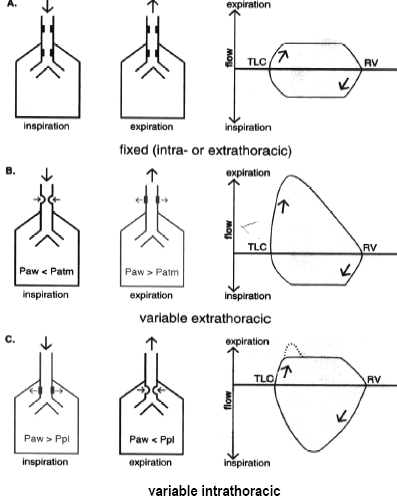 A.
expiration
flow
TLC
RV
inspiration
expiration
inspiration
fixed (intra- or extrathoracic)
B.
expiration
flow
Paw < Patm
Paw > Patm
TLC
RV
inspiration
expiration
inspiration
variable extrathoracic
C.
expiration
TLC
RV
flow
Paw > Ppl
Paw < Ppl
inspiration
expiration
inspiration
variable intrathoracic